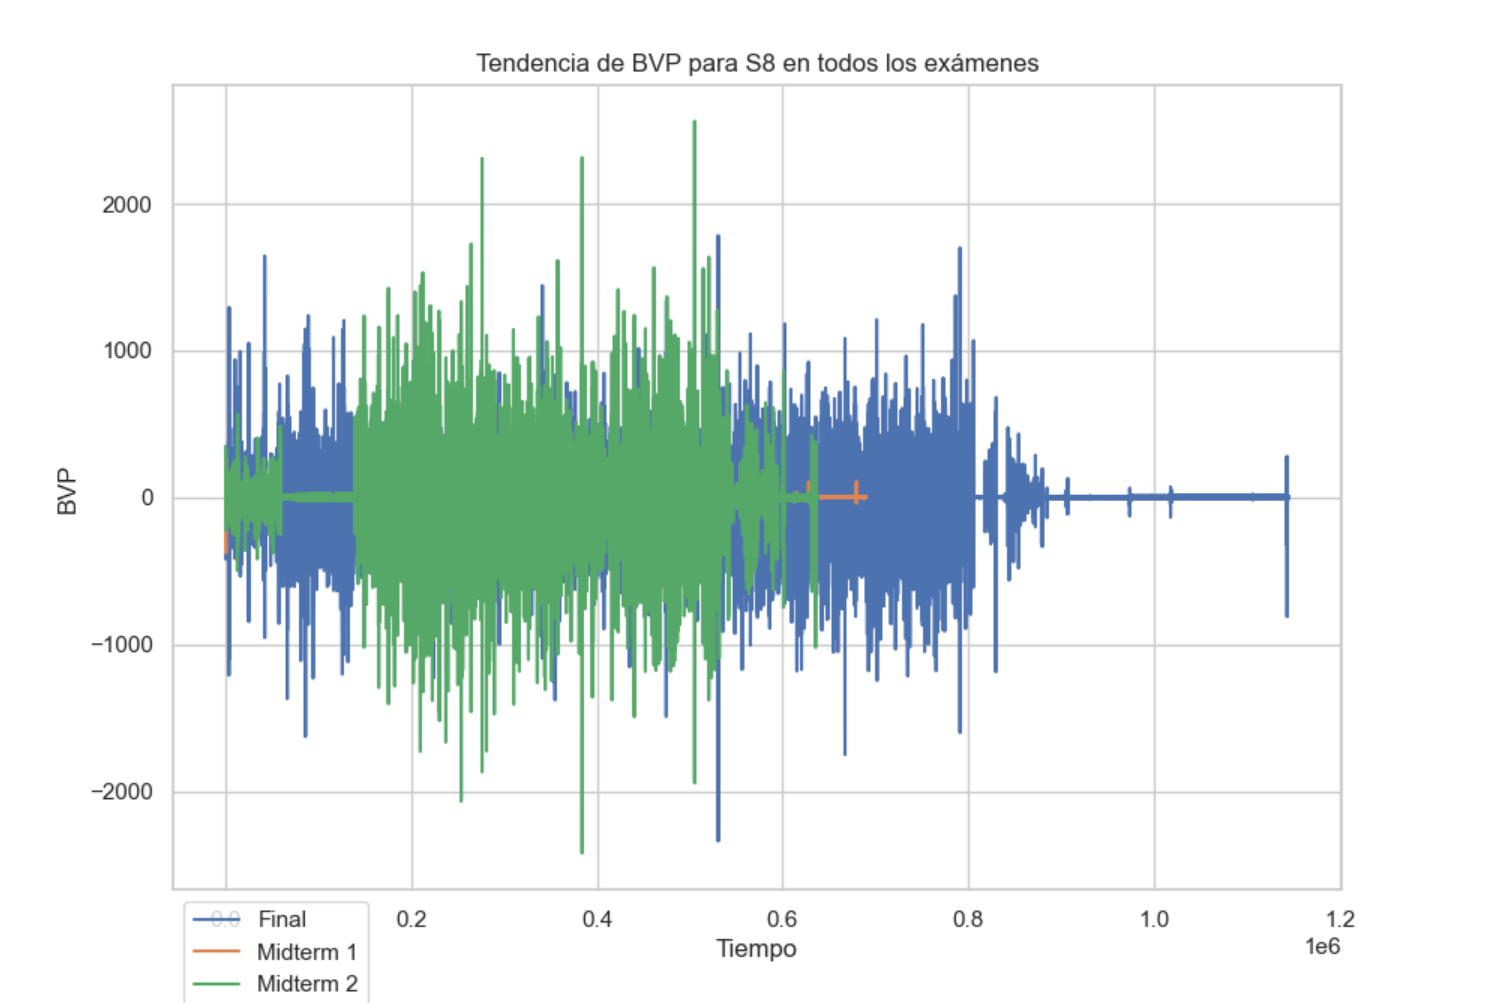 Tendencia de BVP para S8 en todos los exámenes
2000
1000
0
−1000
−2000
BVP
0.0 0.2 0.4 0.6 0.8 1.0 1.2
1e6
Tiempo
Final
Midterm 1
Midterm 2